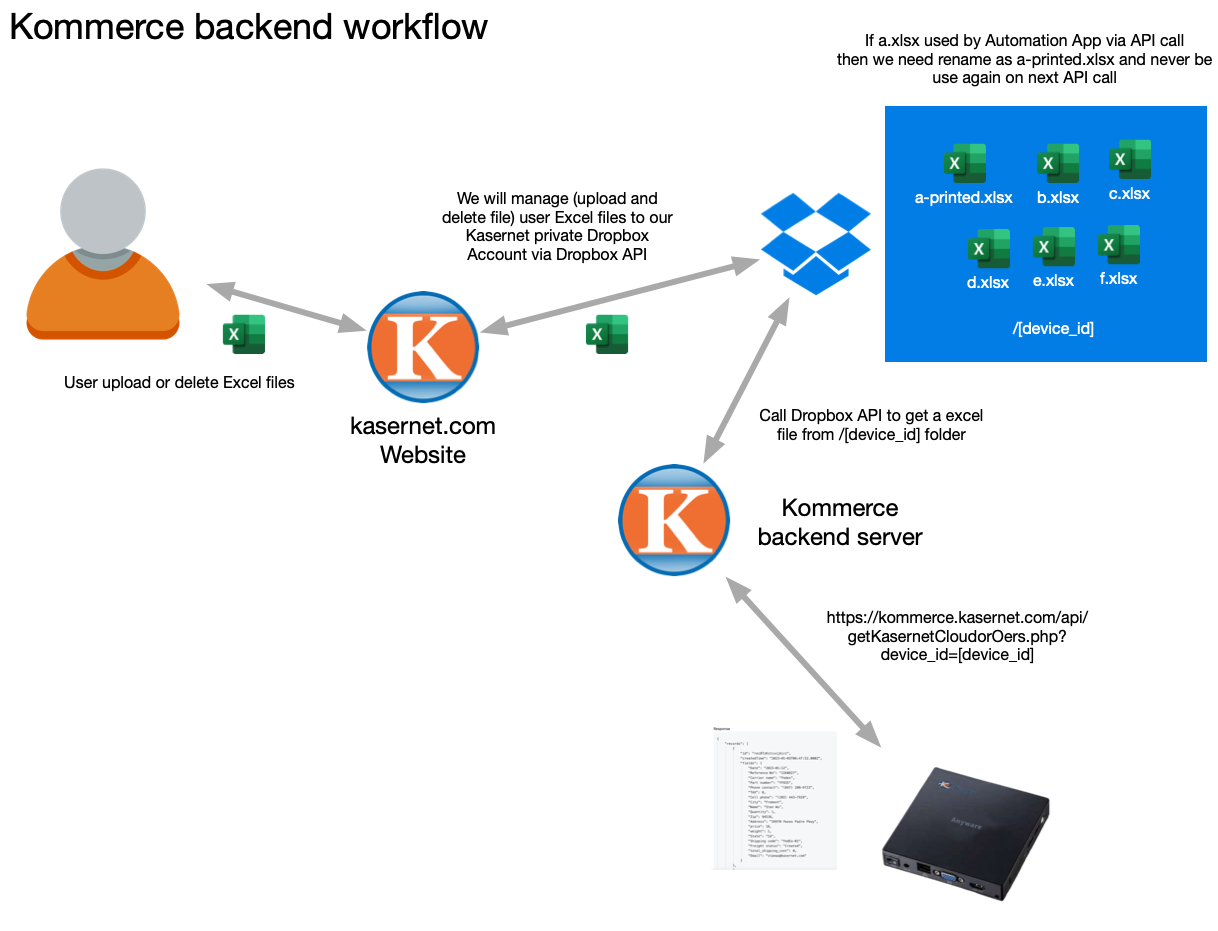 Kommerce backend workflow
If a.xlsx used by Automation App via API call
then we need rename as a-printed.xlsx and never be
use again on next API call
X
X
X
a-printed.xlsx
b.xlsx
c.xlsx
X
X
X
d.xlsx
e.xlsx
f.xlsx
/[device_id]
We will manage (upload and
delete file) user Excel files to our
Kasernet private Dropbox
Account via Dropbox API
X
X
User upload or delete Excel files
K
kasernet.com
Website
Call Dropbox API to get a excel
file from /[device_id] folder
K
Kommerce
backend server
https://kommerce.kasernet.com/api/
getKasernetCloudorOers.php?
device_id=[device_id]
Response
"records": [
"fields": {
Anyware